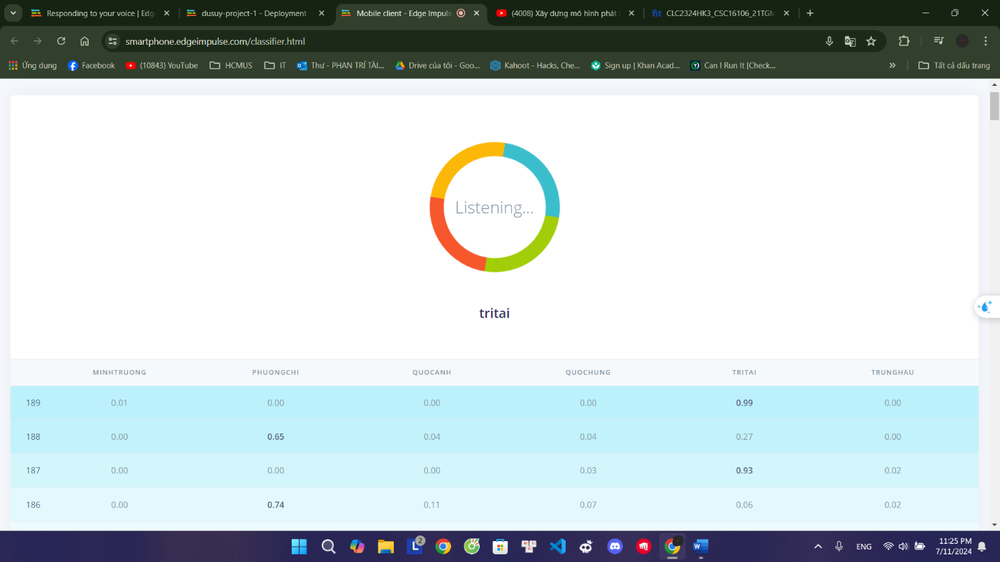 Responding to your voice | Edg
dusuy-project-1 - Deployment
Mobile client - Edge Impuls
(4008) Xây dựng mô hình phát
fit CLC2324HK3_CSC16106_21TGM
smartphone.edgeimpulse.com/classifier.html
Ứng dụng
Facebook
(10843) YouTube
HCMUS
IT
Thư - PHAN TRÍ TÀI...
Drive của tôi - Goo...
Kahoot - Hacks, Che...
Sign up | Khan Acad...
Can I Run It [Check...
Tất cả dấu trang
Listening...
tritai
MINHTRUONG PHUONGCHI QUOCANH QUOCHUNG TRITAI TRUNGHAU
189 0.01 0.00 0.00 0.00 0.99 0.00
188 0.00 0.65 0.04 0.04 0.27 0.00
187 0.00 0.00 0.00 0.03 0.93 0.02
186 0.00 0.74 0.11 0.07 0.06 0.02
L 2
ENG
11:25 PM
7/11/2024